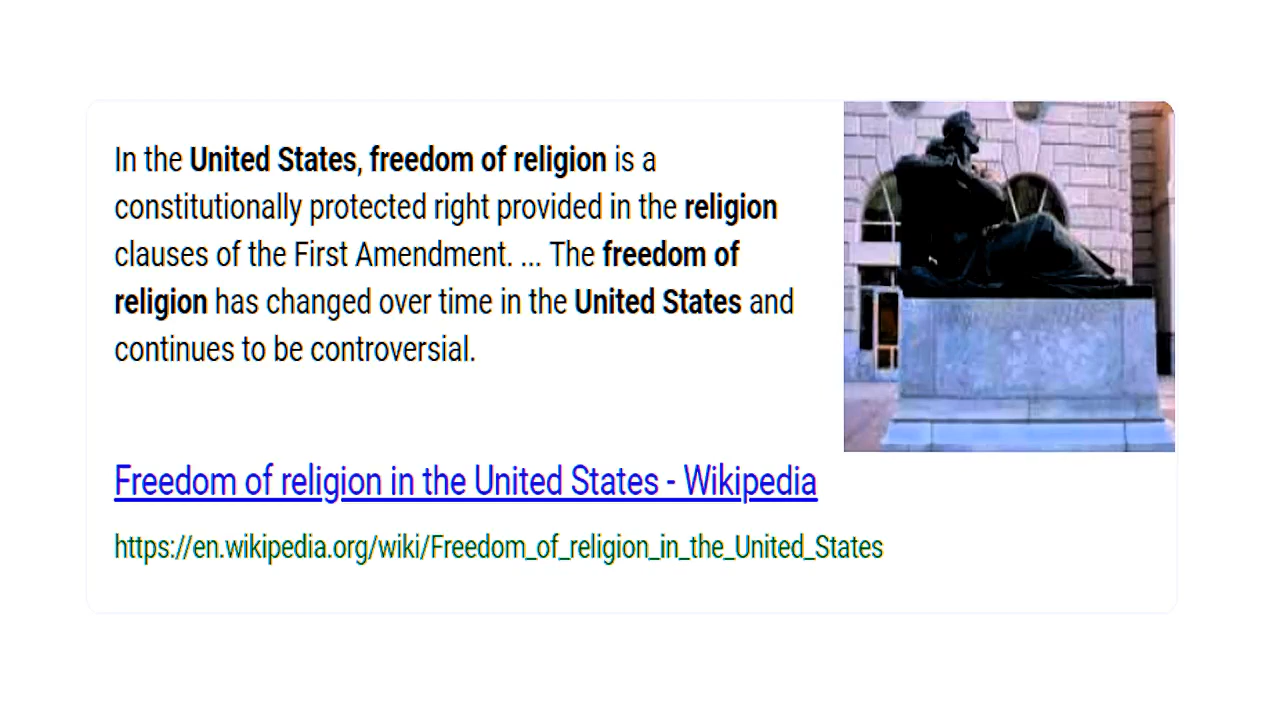 In the United States, freedom of religion is a
constitutionally protected right provided in the religion
clauses of the First Amendment. ... The freedom of
religion has changed over time in the United States and
continues to be controversial.
Freedom of religion in the United States - Wikipedia
https://en.wikipedia.org/wiki/Freedom_of_religion_in_the_United_States